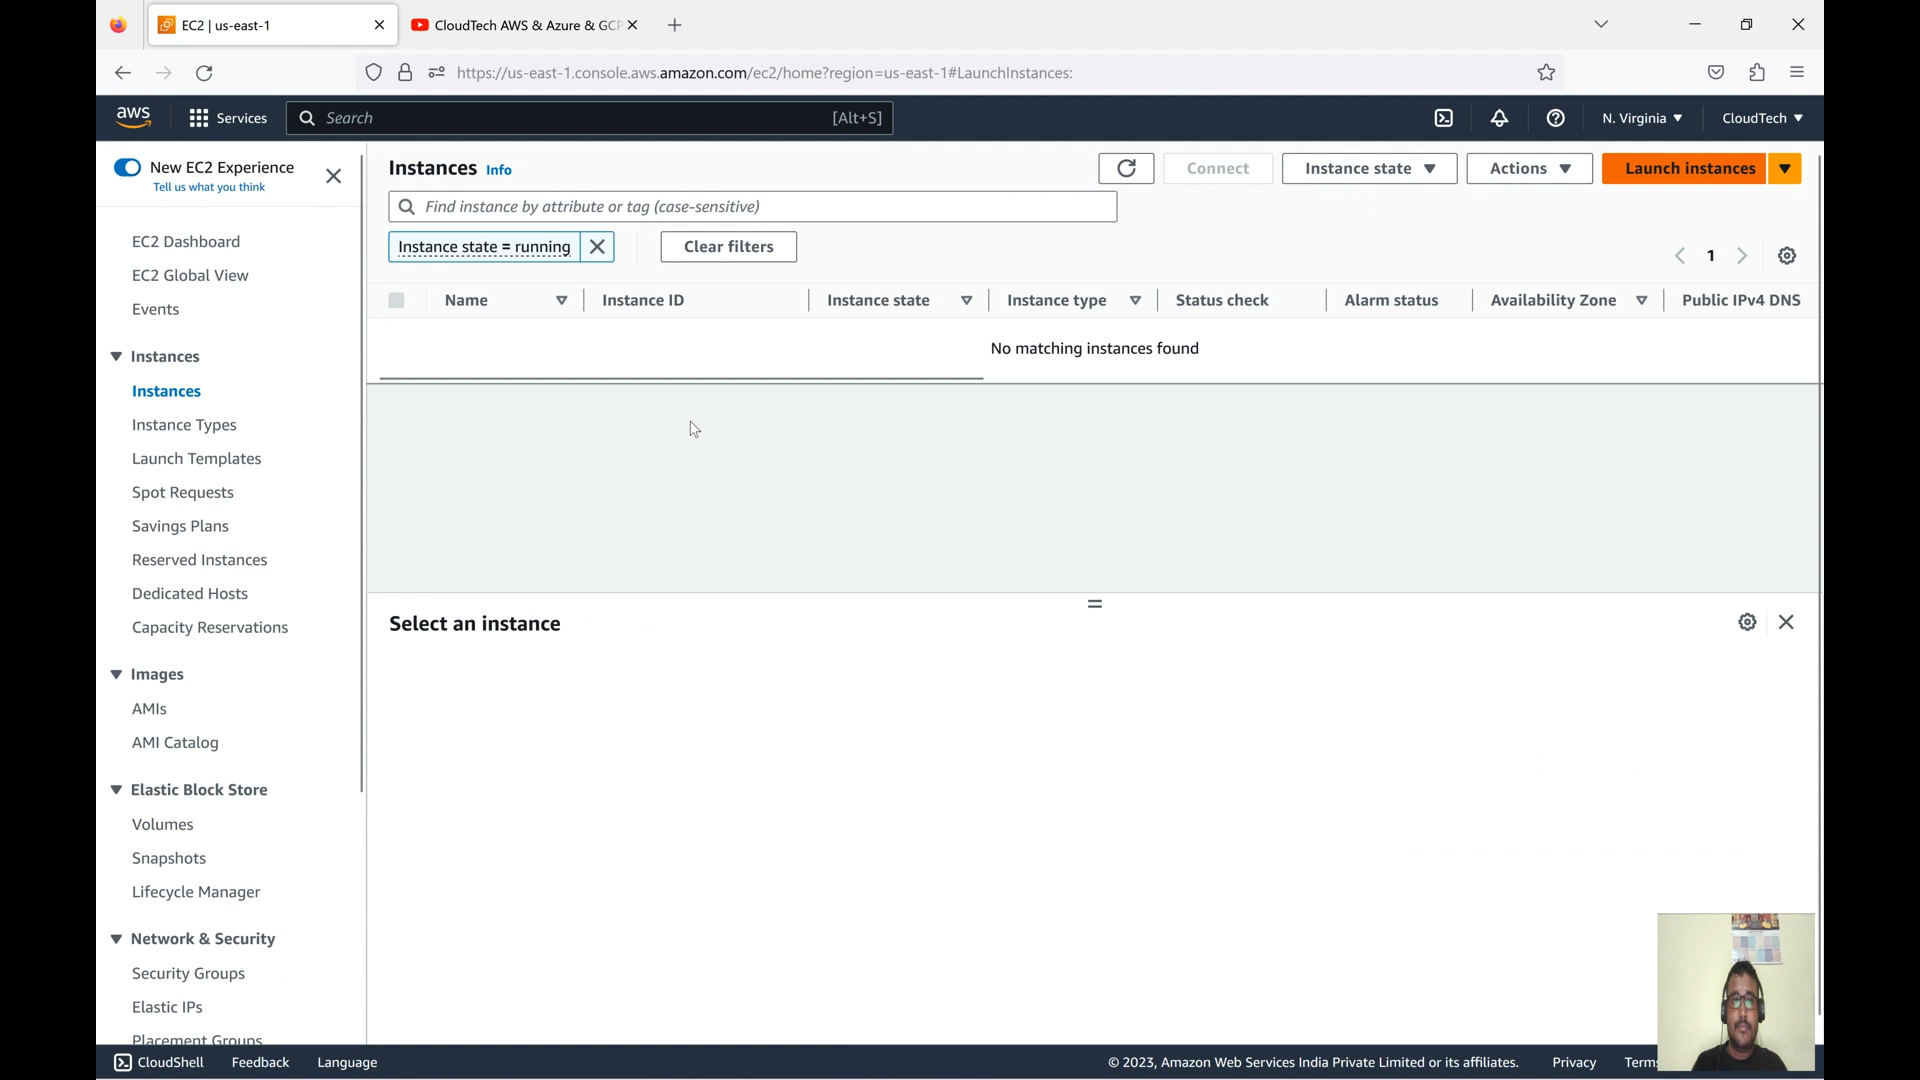 EC2 | us-east-1
CloudTech AWS & Azure & GCP
https://us-east-1.console.aws.amazon.com/ec2/home?region=us-east-1#LaunchInstances:
aws
Services
Search
[Alt+S]
N. Virginia
CloudTech
New EC2 Experience
Tell us what you think
EC2 Dashboard
EC2 Global View
Events
Instances
Instances
Instance Types
Launch Templates
Spot Requests
Savings Plans
Reserved Instances
Dedicated Hosts
Capacity Reservations
Images
AMIs
AMI Catalog
Elastic Block Store
Volumes
Snapshots
Lifecycle Manager
Network & Security
Security Groups
Elastic IPs
Placement Groups
Instances Info
Connect
Instance state
Actions
Launch instances
Find instance by attribute or tag (case-sensitive)
Instance state = running
Clear filters
1
Name
Instance ID
Instance state
Instance type
Status check
Alarm status
Availability Zone
Public IPv4 DNS
No matching instances found
Select an instance
CloudShell
Feedback
Language
© 2023, Amazon Web Services India Private Limited or its affiliates.
Privacy
Terms